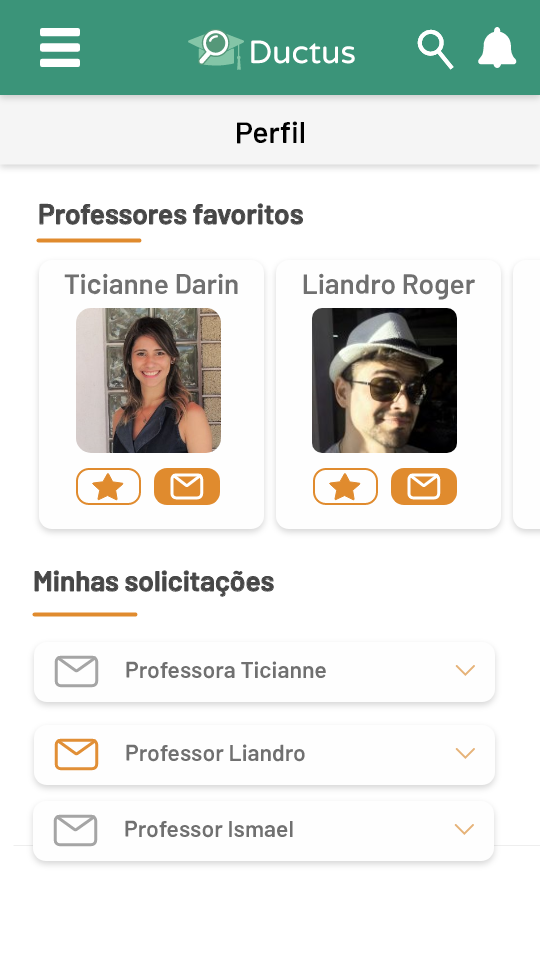 Ductus
Perfil
Professores favoritos
Ticianne Darin
Liandro Roger
Minhas solicitações
Professora Ticianne
Professor Liandro
Professor Ismael